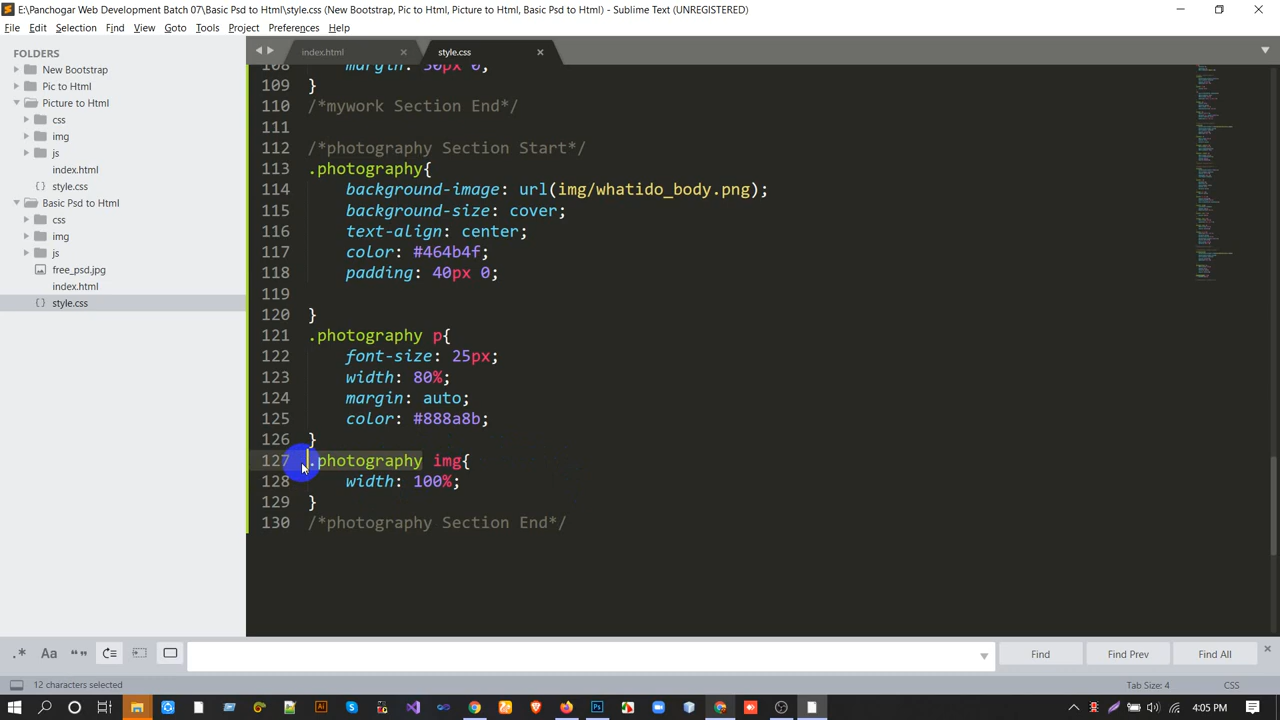 E:\Panchogar Web Development Batch 07\Basic Psd to Html\style.css (New Bootstrap, Pic to Html, Picture to Html, Basic Psd to Html) - Sublime Text (UNREGISTERED)
File Edit Selection Find View Goto Tools Project Preferences Help
FOLDERS
New Bootstrap
Pic to Html
Picture to Html
css
img
js
index.html
style.css
Basic Psd to Html
css
img
js
free_psd.jpg
index.html
style.css
index.html
style.css
108 margin: 30px 0;
109 }
110 /*mywork Section End*/
111
112 /*photography Section Start*/
113 .photography{
114 background-image: url(img/whatido_body.png);
115 background-size: cover;
116 text-align: center;
117 color: #464b4f;
118 padding: 40px 0;
119
120 }
121 .photography p{
122 font-size: 25px;
123 width: 80%;
124 margin: auto;
125 color: #888a8b;
126 }
127 .photography img{
128 width: 100%;
129 }
130 /*photography Section End*/
.* Aa “” Find Find Prev Find All
12 characters selected Tab Size: 4 CSS
4:05 PM